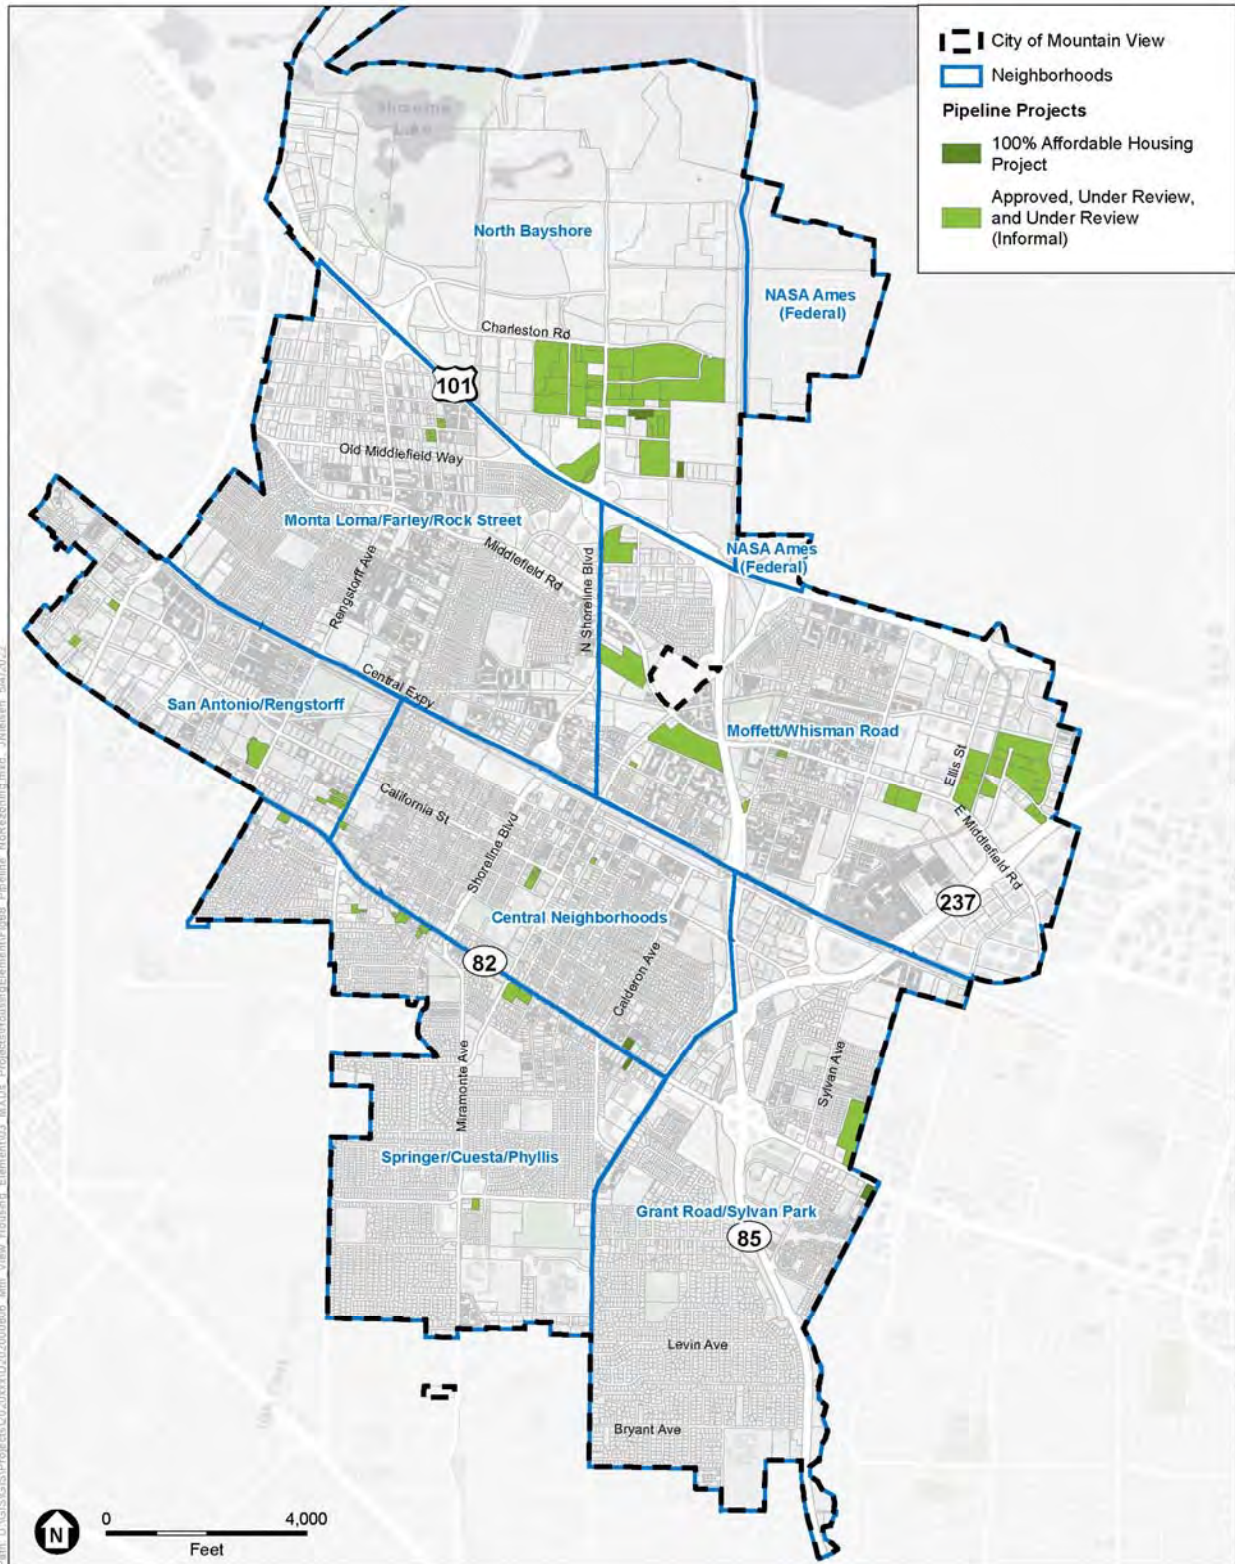 City of Mountain View
Neighborhoods
Pipeline Projects
100% Affordable Housing
Project
Approved, Under Review,
and Under Review
(Informal)
Lake
North Bayshore
NASA Ames
(Federal)
Charleston Rd
101
Old Middlefield Way
Monta Loma/Farley/Rock Street
Middlefield Rd
NASA Ames
(Federal)
Rengstorff Ave
N Shoreline Blvd
Central Expy
San Antonio/Rengstorff
Moffett/Whisman Road
Ellis St
California St
E Middlefield Rd
Shoreline Blvd
237
Central Neighborhoods
82
Calderon Ave
Sylvan Ave
Miramonte Ave
Springer/Cuesta/Phyllis
Grant Road/Sylvan Park
85
Levin Ave
Bryant Ave
N
0 4,000
Feet